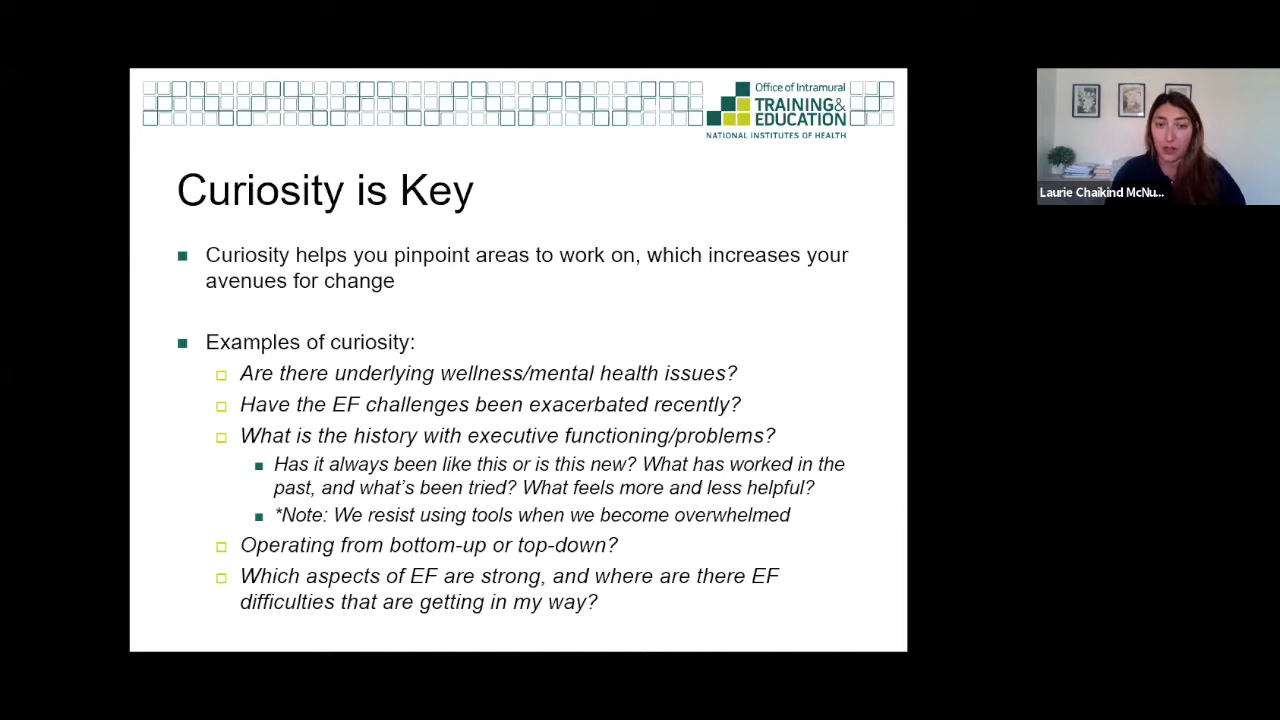 Office of Intramural
TRAINING&
EDUCATION
NATIONAL INSTITUTES OF HEALTH
Curiosity is Key
Curiosity helps you pinpoint areas to work on, which increases your
avenues for change
Examples of curiosity:
Are there underlying wellness/mental health issues?
Have the EF challenges been exacerbated recently?
What is the history with executive functioning/problems?
Has it always been like this or is this new? What has worked in the
past, and what's been tried? What feels more and less helpful?
*Note: We resist using tools when we become overwhelmed
Operating from bottom-up or top-down?
Which aspects of EF are strong, and where are there EF
difficulties that are getting in my way?
Laurie Chaikind McNu...